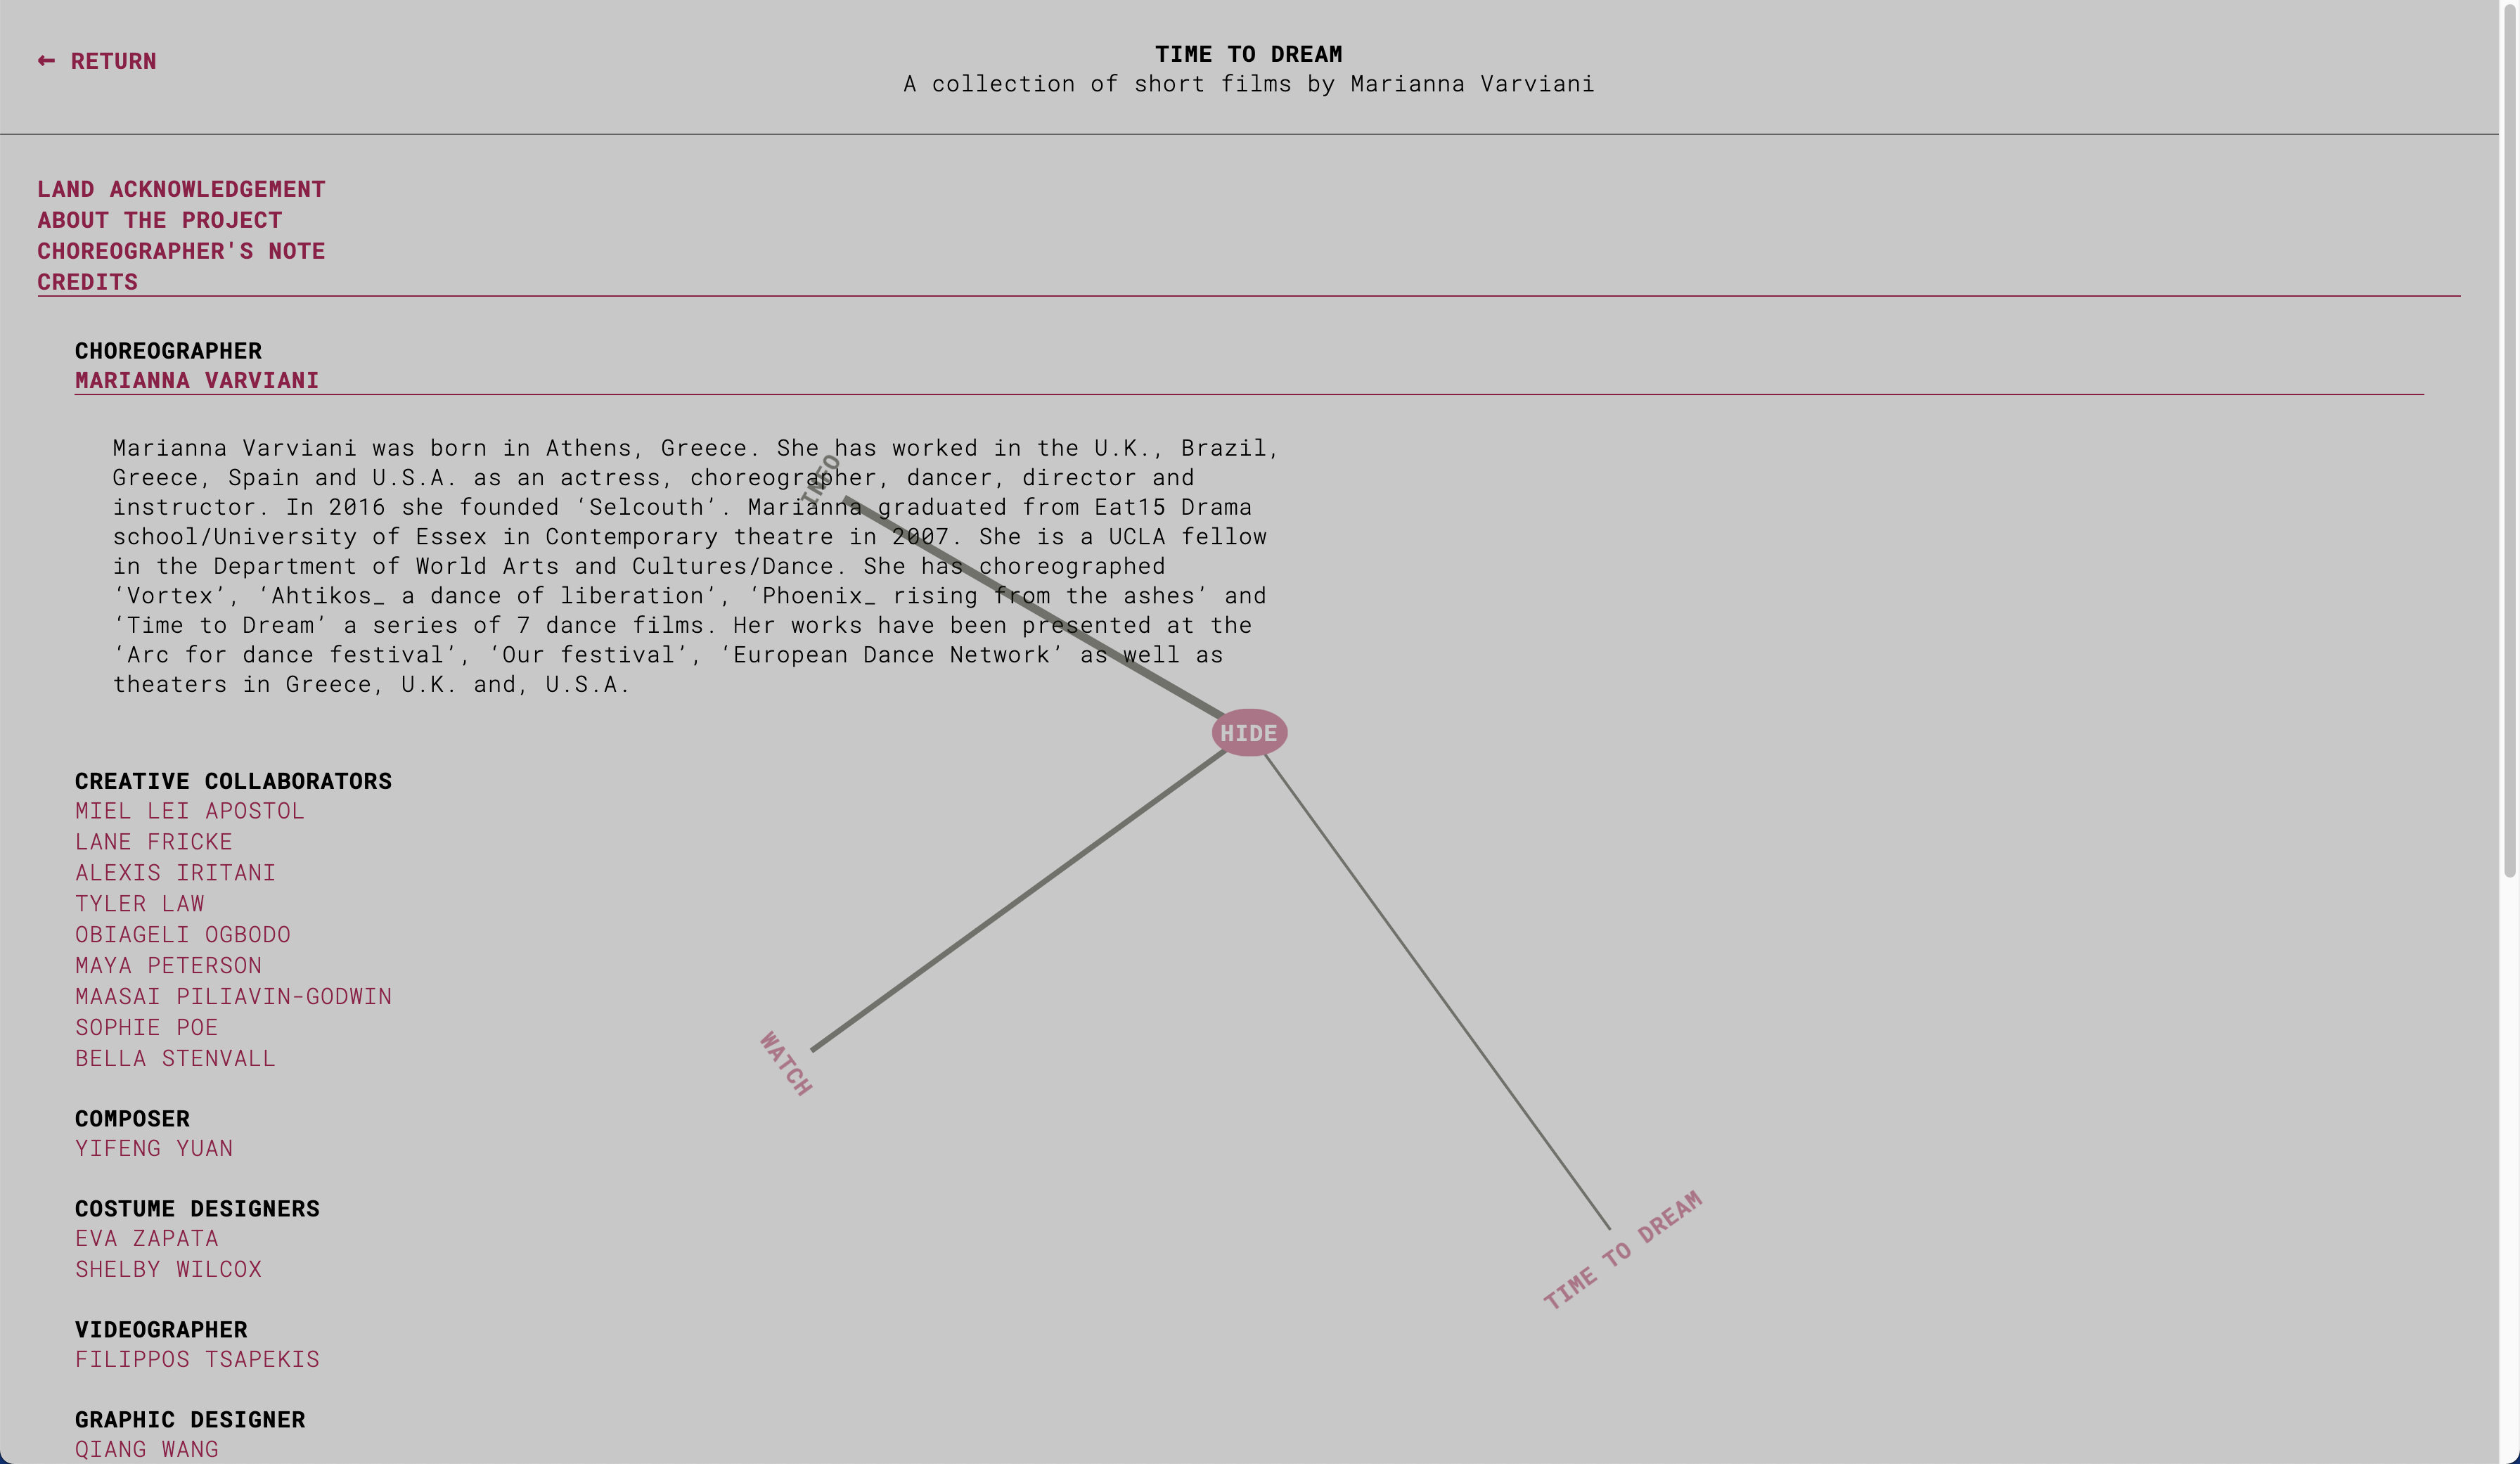 ← RETURN
TIME TO DREAM
A collection of short films by Marianna Varviani
LAND ACKNOWLEDGEMENT
ABOUT THE PROJECT
CHOREOGRAPHER'S NOTE
CREDITS
CHOREOGRAPHER
MARIANNA VARVIANI
Marianna Varviani was born in Athens, Greece. She has worked in the U.K., Brazil,
Greece, Spain and U.S.A. as an actress, choreographer, dancer, director and
instructor. In 2016 she founded ‘Selcouth’. Marianna graduated from Eat15 Drama
school/University of Essex in Contemporary theatre in 2007. She is a UCLA fellow
in the Department of World Arts and Cultures/Dance. She has choreographed
‘Vortex’, ‘Ahtikos_ a dance of liberation’, ‘Phoenix_ rising from the ashes’ and
‘Time to Dream’ a series of 7 dance films. Her works have been presented at the
‘Arc for dance festival’, ‘Our festival’, ‘European Dance Network’ as well as
theaters in Greece, U.K. and, U.S.A.
INFO
HIDE
WATCH
TIME TO DREAM
CREATIVE COLLABORATORS
MIEL LEI APOSTOL
LANE FRICKE
ALEXIS IRITANI
TYLER LAW
OBIAGELI OGBODO
MAYA PETERSON
MAASAI PILIAVIN-GODWIN
SOPHIE POE
BELLA STENVALL
COMPOSER
YIFENG YUAN
COSTUME DESIGNERS
EVA ZAPATA
SHELBY WILCOX
VIDEOGRAPHER
FILIPPOS TSAPEKIS
GRAPHIC DESIGNER
QIANG WANG